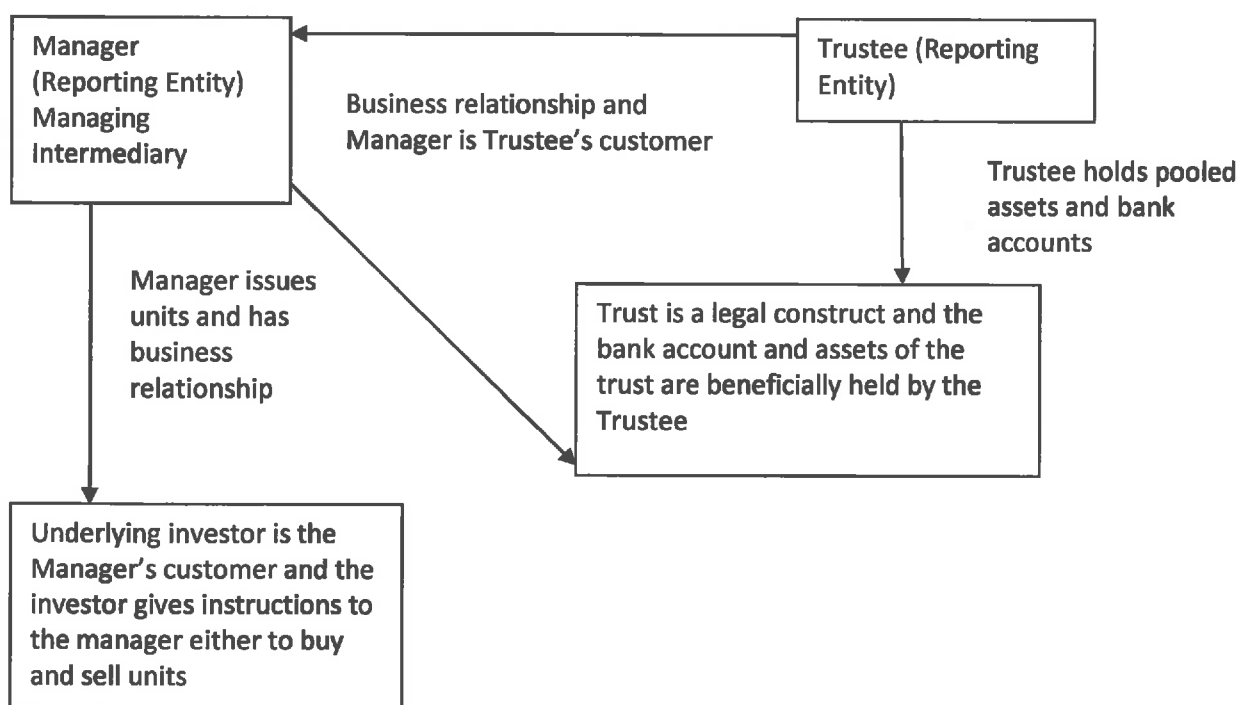 Manager
(Reporting Entity)
Managing
Intermediary
Business relationship and
Manager is Trustee's customer
Trustee (Reporting
Entity)
Trustee holds pooled
assets and bank
accounts
Manager issues
units and has
business
relationship
Trust is a legal construct and the
bank account and assets of the
trust are beneficially held by the
Trustee
Underlying investor is the
Manager's customer and the
investor gives instructions to
the manager either to buy
and sell units